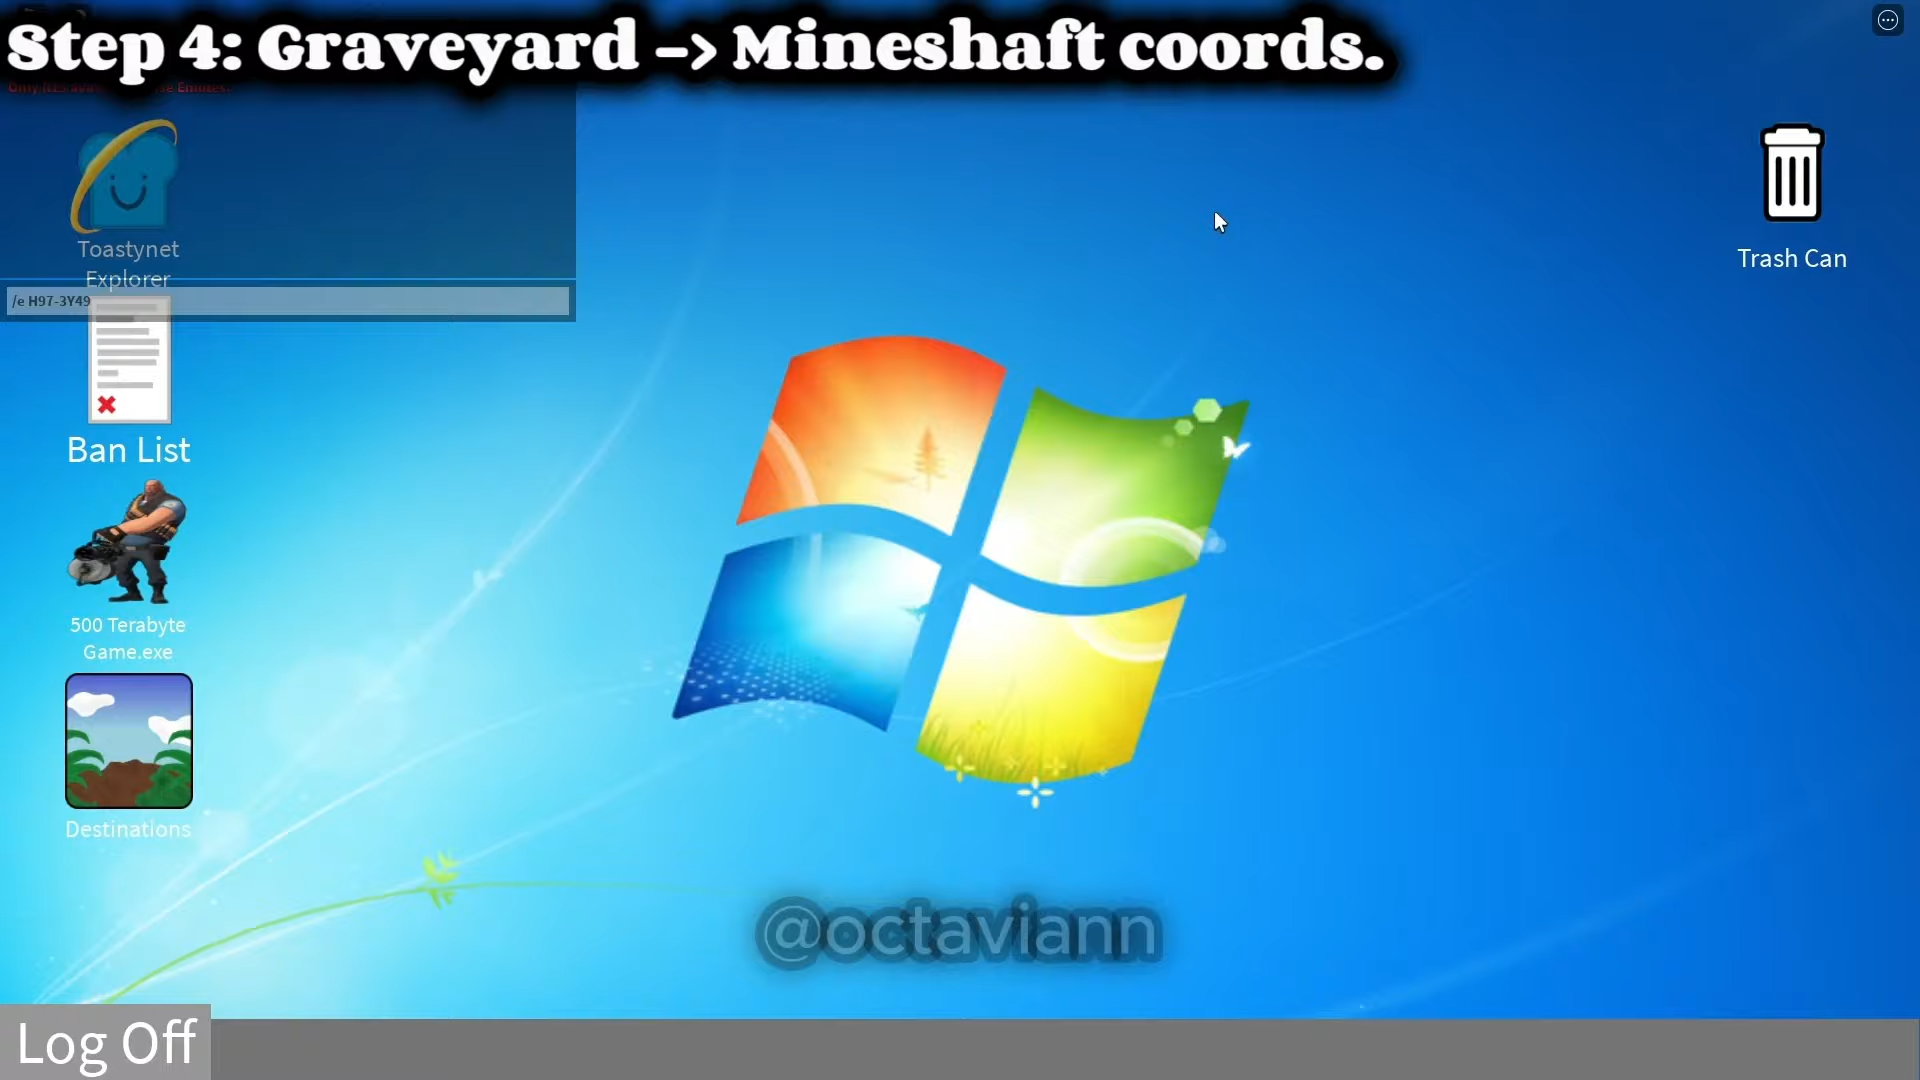 Step 4: Graveyard –> Mineshaft coords.
Toastynet
Explorer
/e H97-3Y49
Ban List
500 Terabyte
Game.exe
Destinations
Trash Can
@octaviann
Log Off